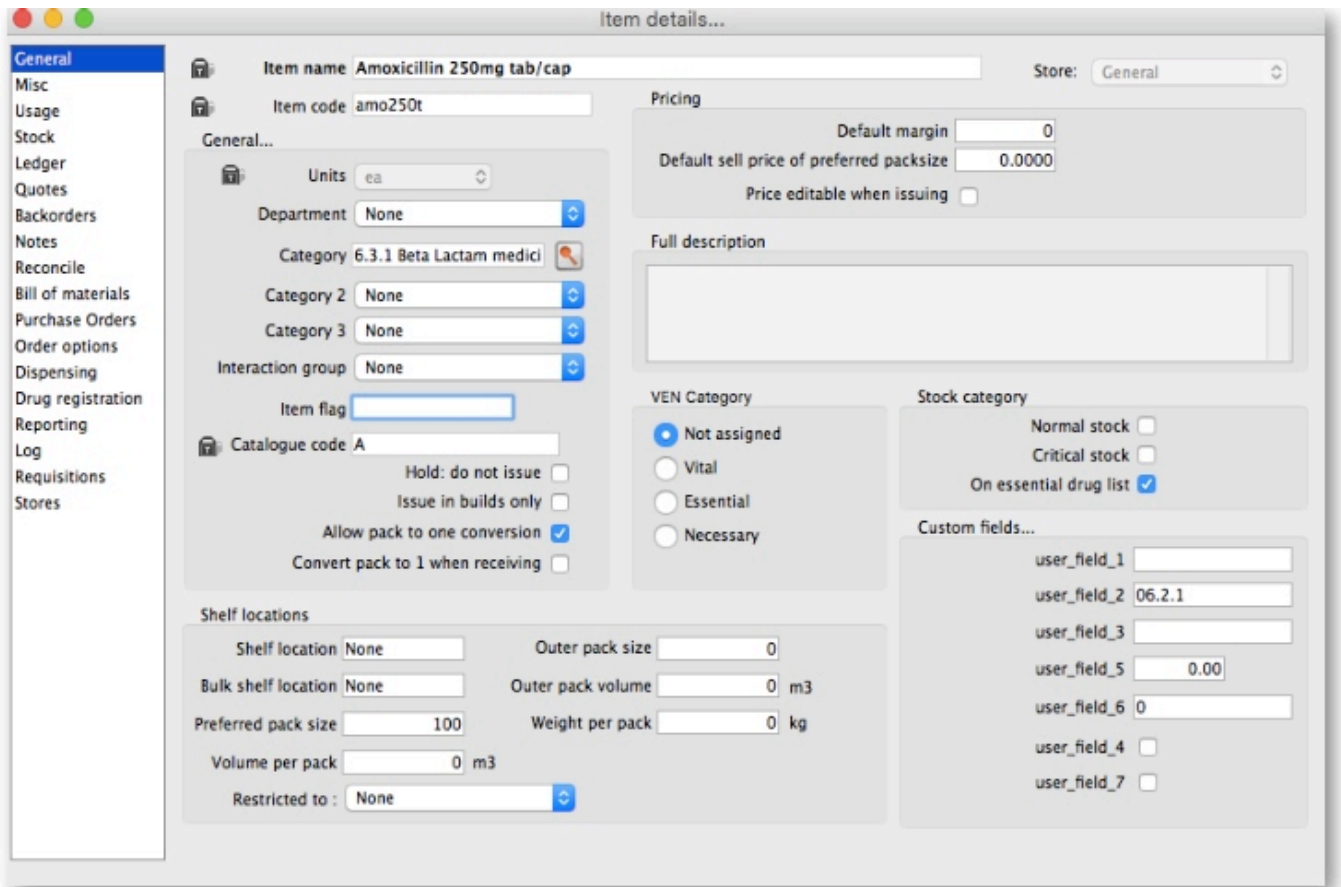 Item details...
General
Misc
Usage
Stock
Ledger
Quotes
Backorders
Notes
Reconcile
Bill of materials
Purchase Orders
Order options
Dispensing
Drug registration
Reporting
Log
Requisitions
Stores
Item name Amoxicillin 250mg tab/cap
Store: General
Item code amo250t
General...
Units ea
Department None
Category 6.3.1 Beta Lactam medici
Category 2 None
Category 3 None
Interaction group None
Item flag
Catalogue code A
Hold: do not issue
Issue in builds only
Allow pack to one conversion
Convert pack to 1 when receiving
Pricing
Default margin 0
Default sell price of preferred packsize 0.0000
Price editable when issuing
Full description
VEN Category
Not assigned
Vital
Essential
Necessary
Stock category
Normal stock
Critical stock
On essential drug list
Custom fields...
user_field_1
user_field_2 06.2.1
user_field_3
user_field_5 0.00
user_field_6 0
user_field_4
user_field_7
Shelf locations
Shelf location None
Outer pack size 0
Bulk shelf location None
Outer pack volume 0 m3
Preferred pack size 100
Weight per pack 0 kg
Volume per pack 0 m3
Restricted to : None